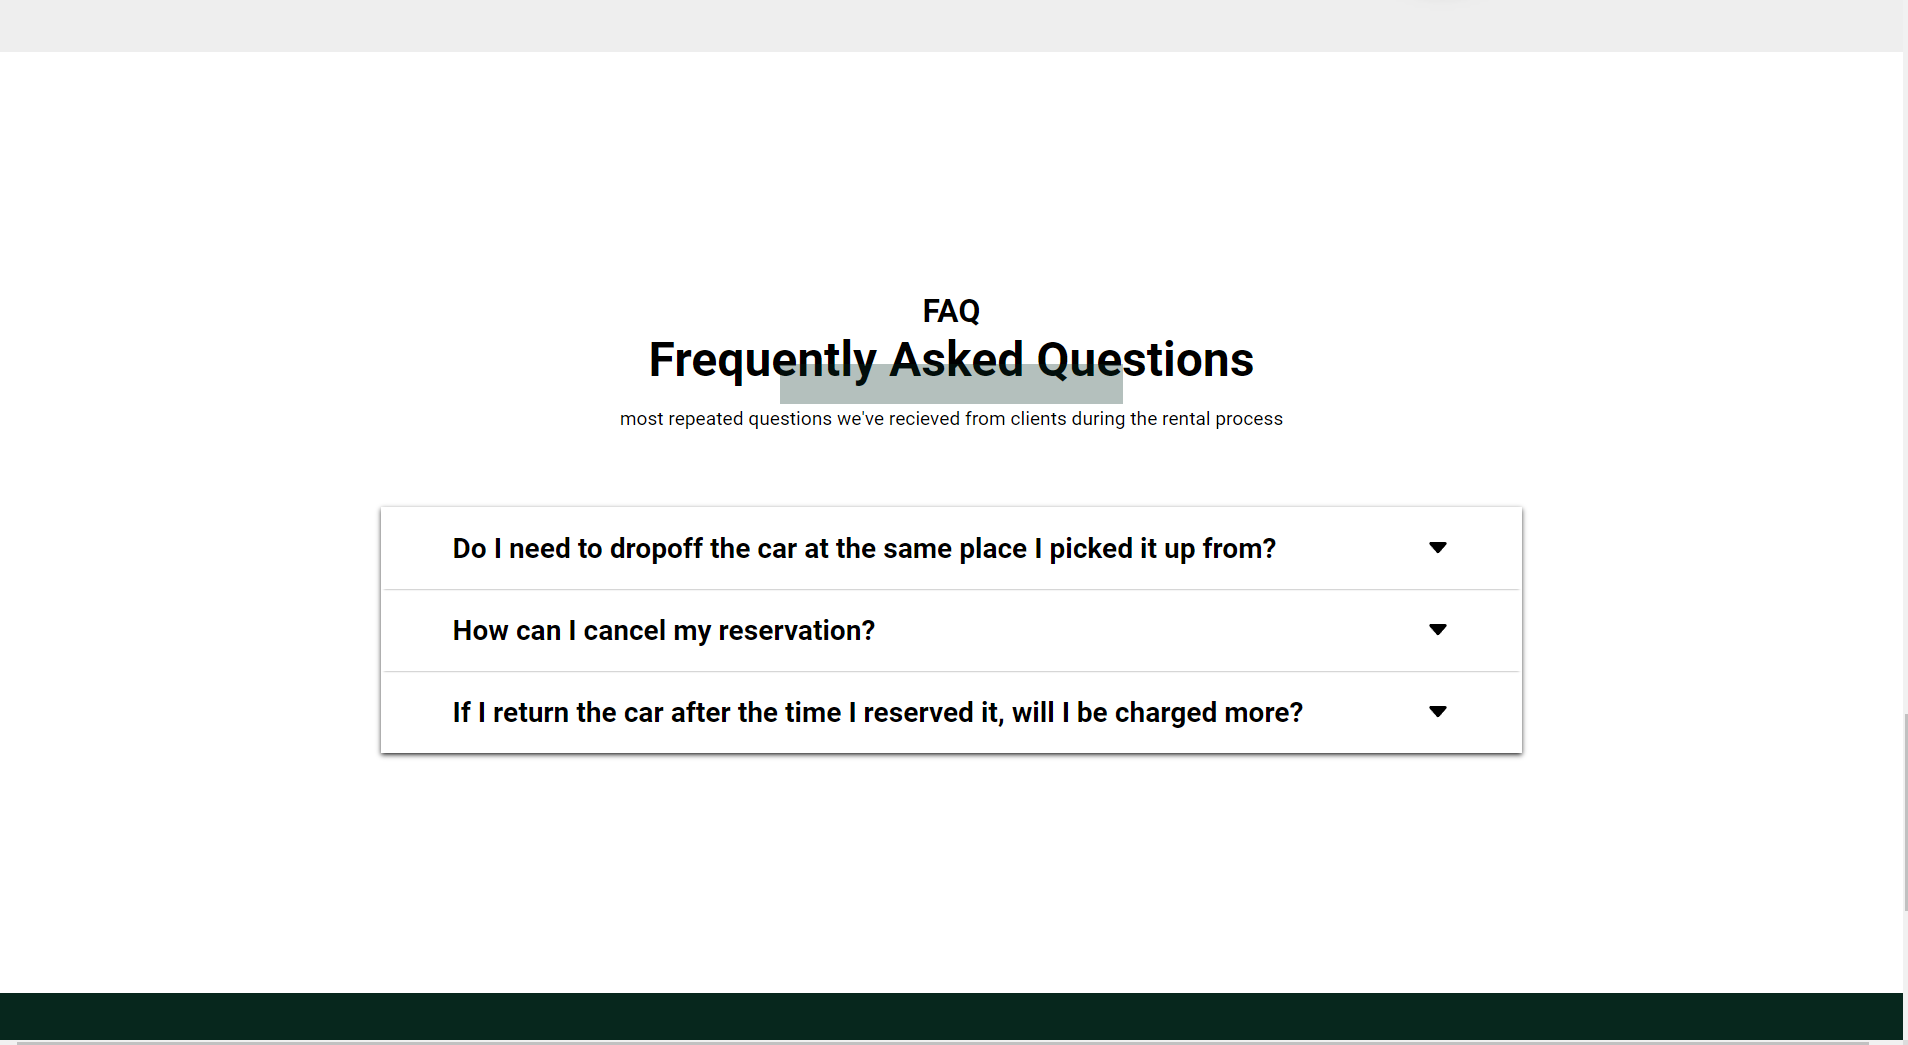 FAQ
Frequently Asked Questions
most repeated questions we've recieved from clients during the rental process
Do I need to dropoff the car at the same place I picked it up from?
How can I cancel my reservation?
If I return the car after the time I reserved it, will I be charged more?